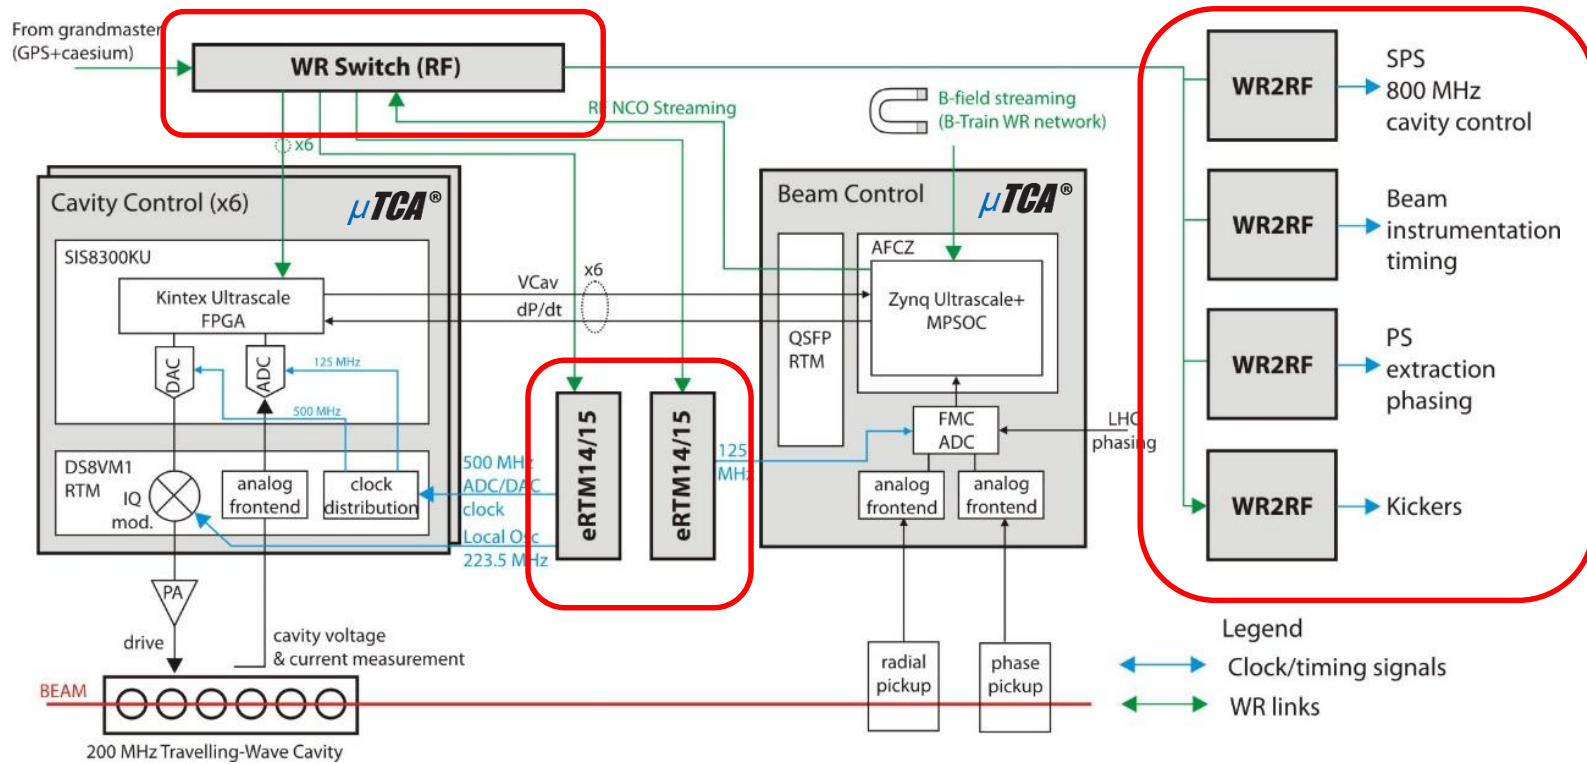 From grandmaster
(GPS+caesium)
WR Switch (RF)
RF NCO Streaming
x6
B-field streaming
(B-Train WR network)
WR2RF
SPS
800 MHz
cavity control
WR2RF
Beam
instrumentation
timing
WR2RF
PS
extraction
phasing
WR2RF
Kickers
Cavity Control (x6)
µTCA®
SIS8300KU
Kintex Ultrascale
FPGA
DAC
ADC
125 MHz
500 MHz
DS8VM1
RTM
IQ
mod.
analog
frontend
clock
distribution
VCav
dP/dt
x6
500 MHz
ADC/DAC
clock
Local Osc
223.5 MHz
eRTM14/15
eRTM14/15
125
MHz
Beam Control
µTCA®
AFCZ
Zynq Ultrascale+
MPSOC
QSFP
RTM
FMC
ADC
LHC
phasing
analog
frontend
analog
frontend
PA
drive
cavity voltage
& current measurement
radial
pickup
phase
pickup
BEAM
200 MHz Travelling-Wave Cavity
Legend
Clock/timing signals
WR links